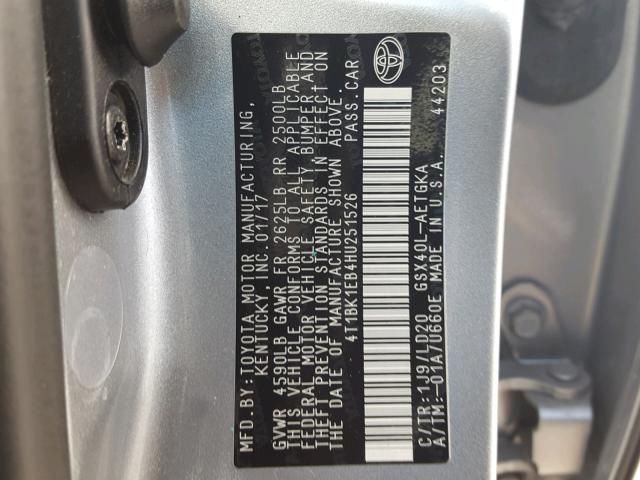 MFD.BY:TOYOTA MOTOR MANUFACTURING,
KENTUCKY, INC. 01/17
GVWR 4590LB GAWR FR 2625LB RR 2500LB
THIS VEHICLE CONFORMS TO ALL APPLICABLE
FEDERAL MOTOR VEHICLE SAFETY, BUMPER AND
THEFT PREVENTION STANDARDS IN EFFECT ON
THE DATE OF MANUFACTURE SHOWN ABOVE.
4T1BK1EB4HU251526 PASS.CAR
C/TR:1J9/LD20 GSX40L-AETGKA
A/TM:-01A/U660E MADE IN U.S.A. 44203